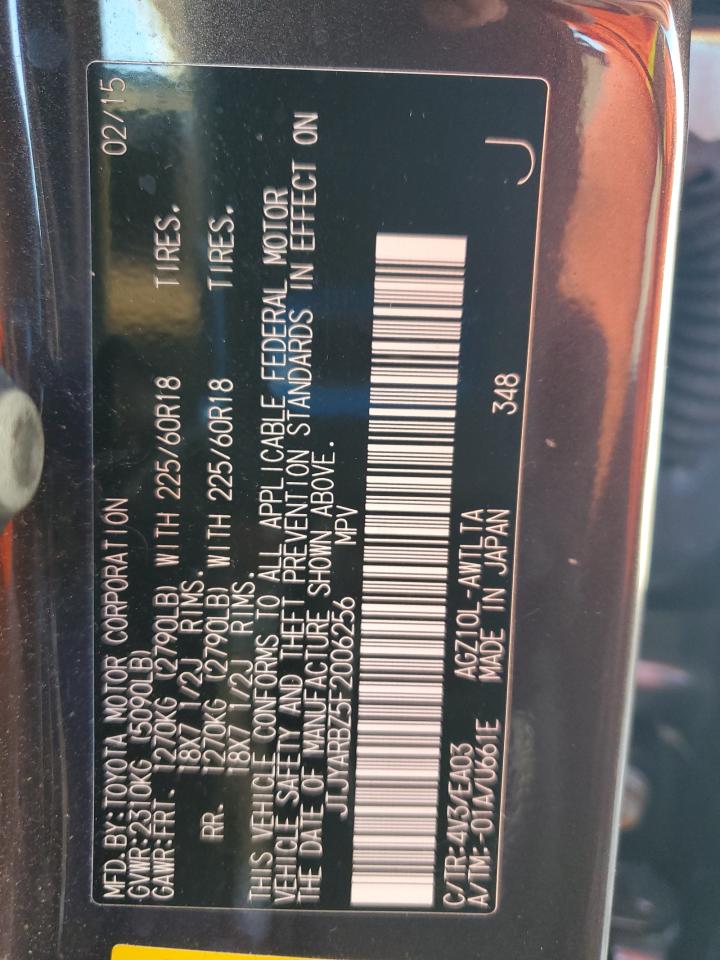 MFD.BY:TOYOTA MOTOR CORPORATION 02/15
GVWR:2310KG (5090LB)
GAWR:FRT. 1270KG (2790LB) WITH 225/60R18 TIRES.
18X7 1/2J RIMS.
RR. 1270KG (2790LB) WITH 225/60R18 TIRES.
18X7 1/2J RIMS.
THIS VEHICLE CONFORMS TO ALL APPLICABLE FEDERAL MOTOR
VEHICLE SAFETY AND THEFT PREVENTION STANDARDS IN EFFECT ON
THE DATE OF MANUFACTURE SHOWN ABOVE.
JTJYARBZ5F2006256 MPV
C/TR:4V3/EA03 AGZ10L-AWTLTA
A/TM:-01A/U661E MADE IN JAPAN 348 J